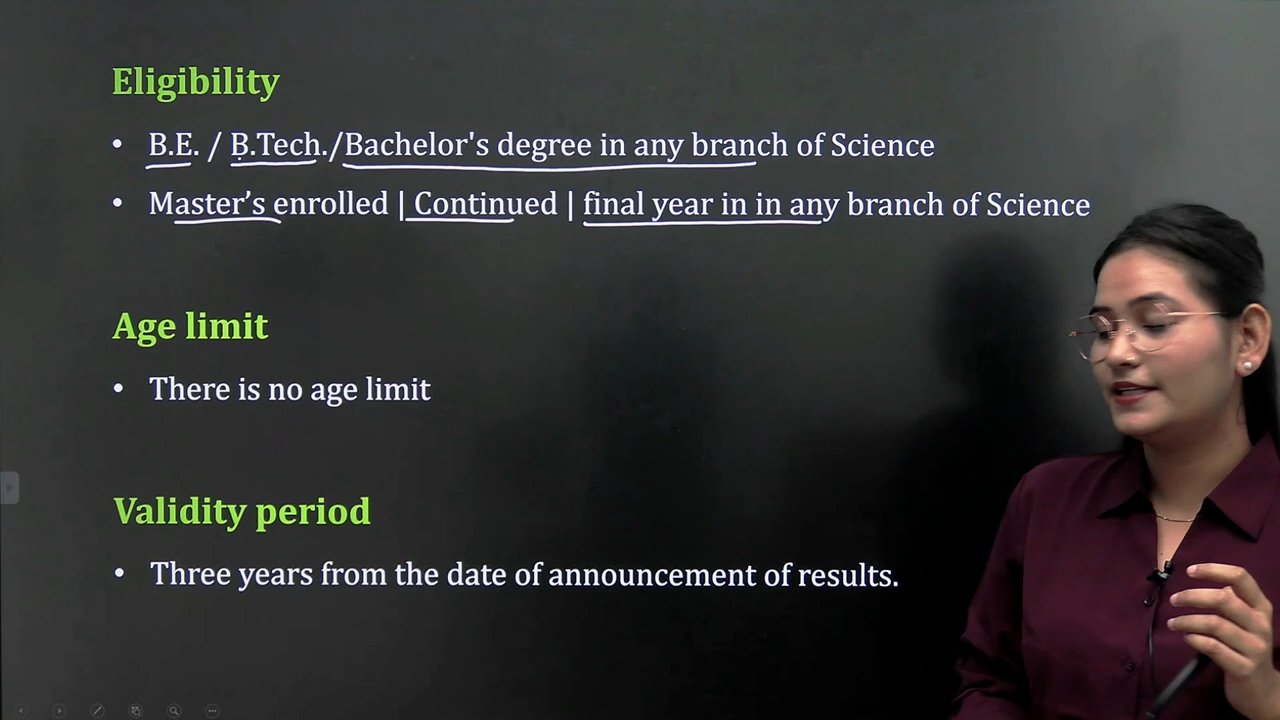 Eligibility
• B.E. / B.Tech./Bachelor's degree in any branch of Science
• Master’s enrolled | Continued | final year in in any branch of Science
Age limit
• There is no age limit
Validity period
• Three years from the date of announcement of results.